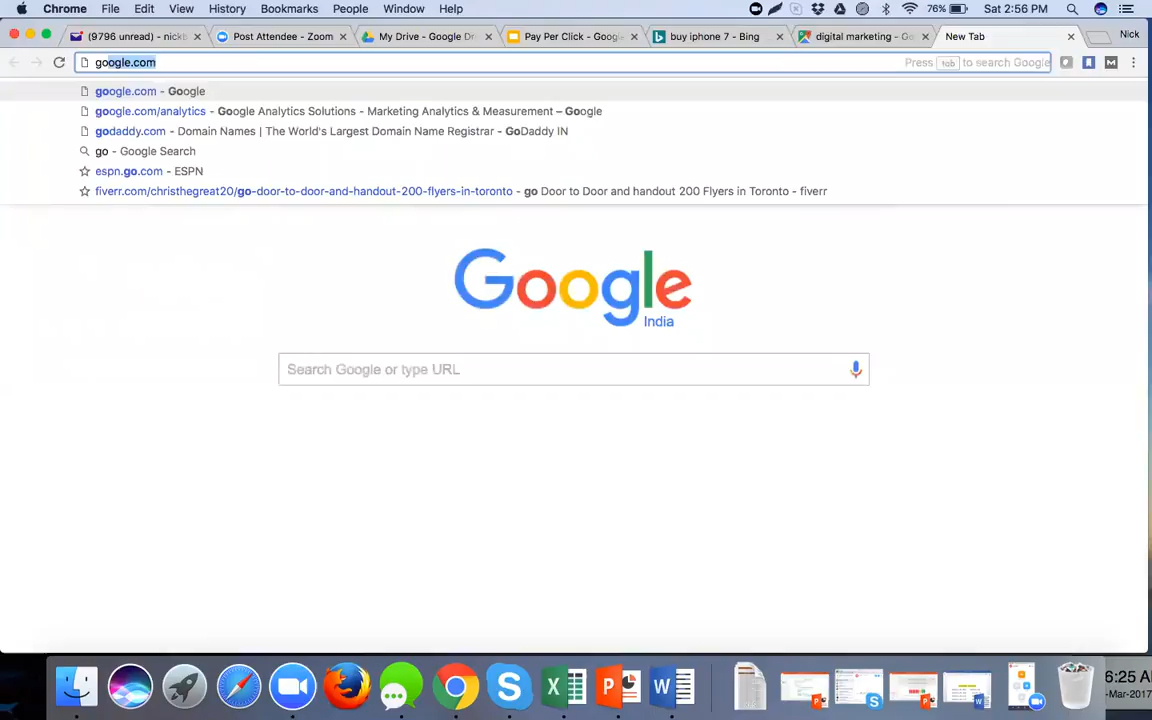 Chrome File Edit View History Bookmarks People Window Help 76% Sat 2:56 PM
(9796 unread) - nickb Post Attendee - Zoom My Drive - Google Dr Pay Per Click - Googl buy iphone 7 - Bing digital marketing - Go New Tab Nick
google.com Press tab to search Google
google.com - Google
google.com/analytics - Google Analytics Solutions - Marketing Analytics & Measurement – Google
godaddy.com - Domain Names | The World's Largest Domain Name Registrar - GoDaddy IN
go - Google Search
espn.go.com - ESPN
fiverr.com/christhegreat20/go-door-to-door-and-handout-200-flyers-in-toronto - go Door to Door and handout 200 Flyers in Toronto - fiverr
Google
India
Search Google or type URL
6:25 A
-Mar-2017